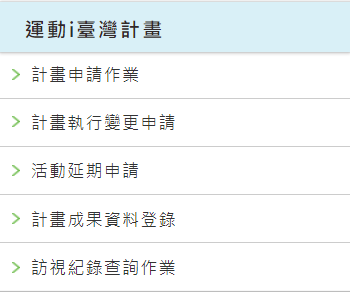 運動i臺灣計畫
計畫申請作業
計畫執行變更申請
活動延期申請
計畫成果資料登錄
訪視紀錄查詢作業